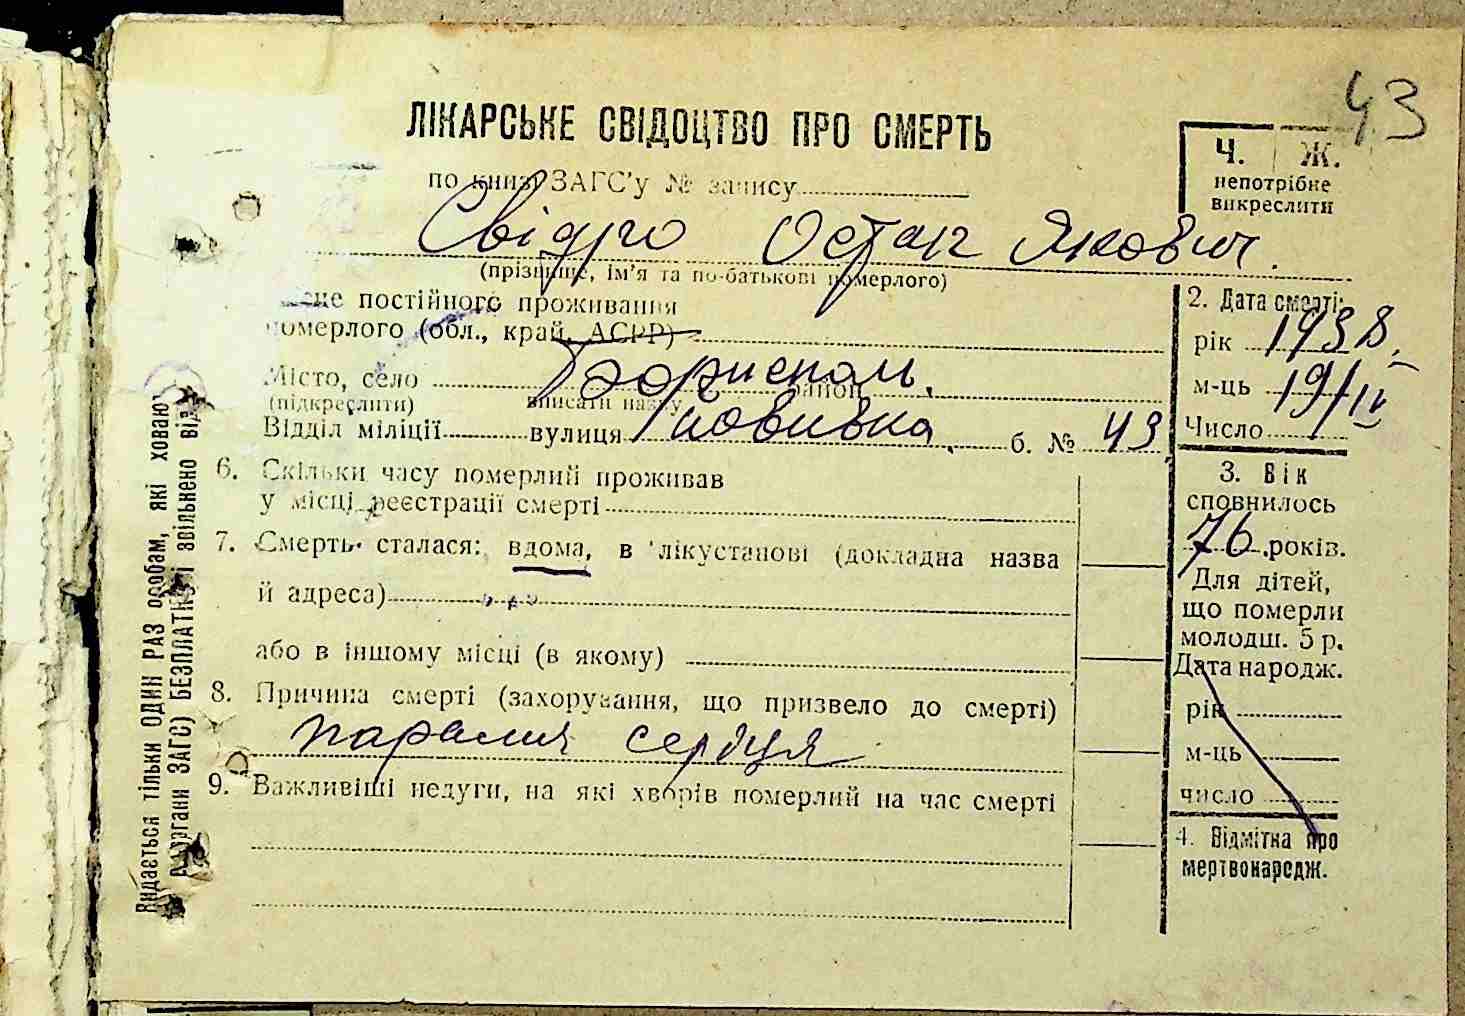 43
ЛІКАРСЬКЕ СВІДОЦТВО ПРО СМЕРТЬ
по книзі ЗАГС'у № запису
Ч. Ж.
непотрібне
викреслити
Остап Якович.
(прізвище, ім'я та по-батькові померлого)
постійного проживання
померлого (обл., край, АСРР)
Місто, село Бориспіль.
район
(підкреслити) вписати назву
Відділ міліції вулиця б. № 43
6. Скільки часу померлий проживав
у місці реєстрації смерті
7. Смерть сталася: вдома, в лікустанові (докладна назва
й адреса)
або в іншому місці (в якому)
8. Причина смерті (захорування, що призвело до смерті)
параліч сердця
9. Важливіші недуги, на які хворів померлий на час смерті
2. Дата смерті:
рік 1938.
м-ць 19/IV
Число
3. Вік
сповнилось
76 років.
Для дітей,
що померли
молодш. 5 р.
Дата народж.
рік
м-ць
число
4. Відмітка про
мертвонародж.
Видається тільки ОДИН РАЗ особам, які ховають
органи ЗАГС) БЕЗПЛАТНО і звільнено від